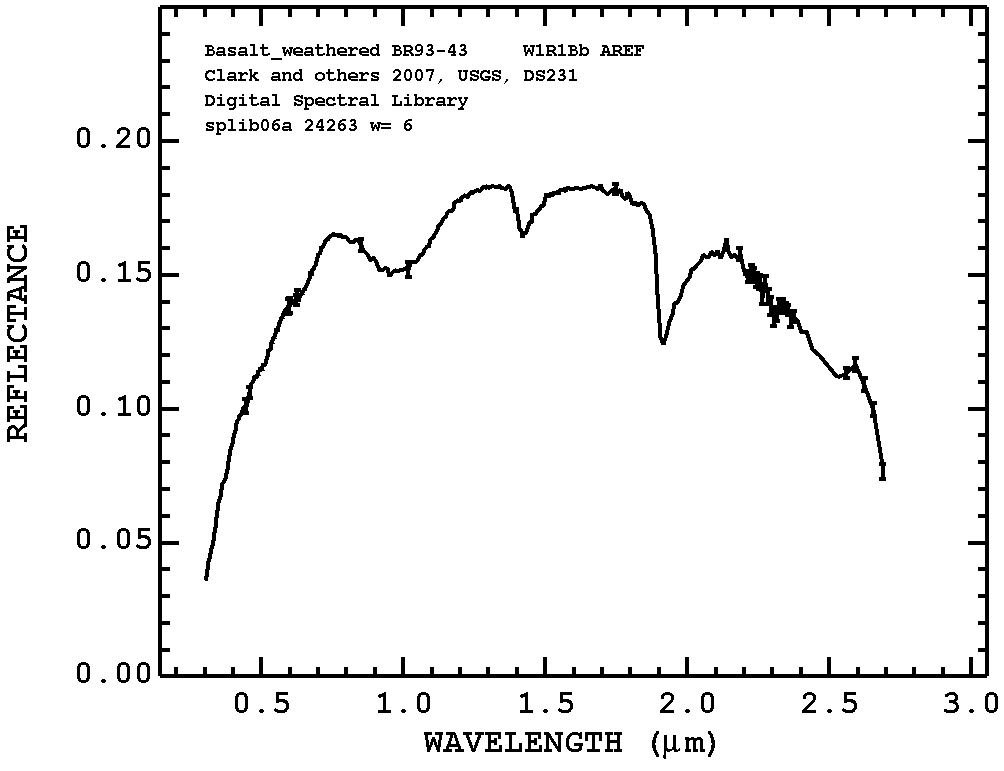 Basalt_weathered BR93-43 W1R1Bb AREF
Clark and others 2007, USGS, DS231
Digital Spectral Library
splib06a 24263 w= 6
REFLECTANCE
0.20
0.15
0.10
0.05
0.00
0.5 1.0 1.5 2.0 2.5 3.0
WAVELENGTH (μm)